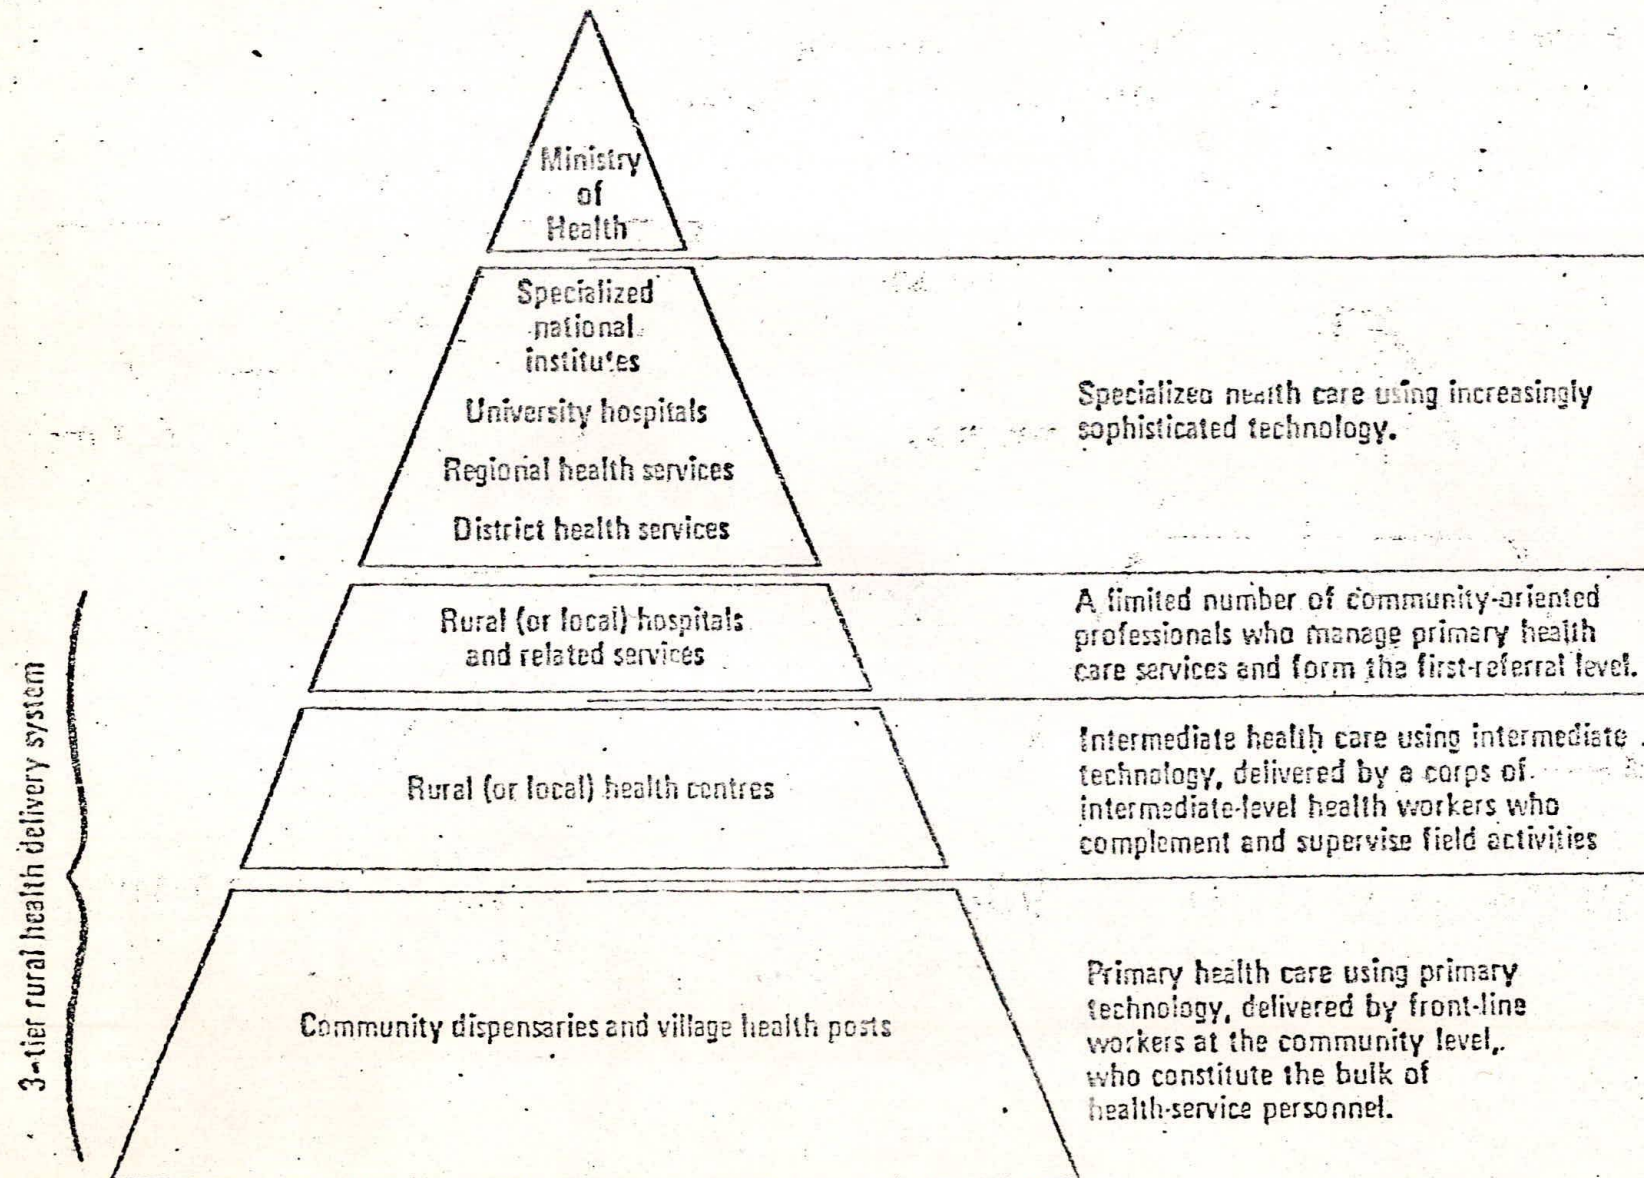 Ministry
of
Health
Specialized
national
institutes
University hospitals
Regional health services
District health services
Specialized health care using increasingly
sophisticated technology.
Rural (or local) hospitals
and related services
A limited number of community-oriented
professionals who manage primary health
care services and form the first-referral level.
Rural (or local) health centres
Intermediate health care using intermediate
technology, delivered by a corps of
intermediate-level health workers who
complement and supervise field activities
Community dispensaries and village health posts
Primary health care using primary
technology, delivered by front-line
workers at the community level,
who constitute the bulk of
health-service personnel.
3-tier rural health delivery system